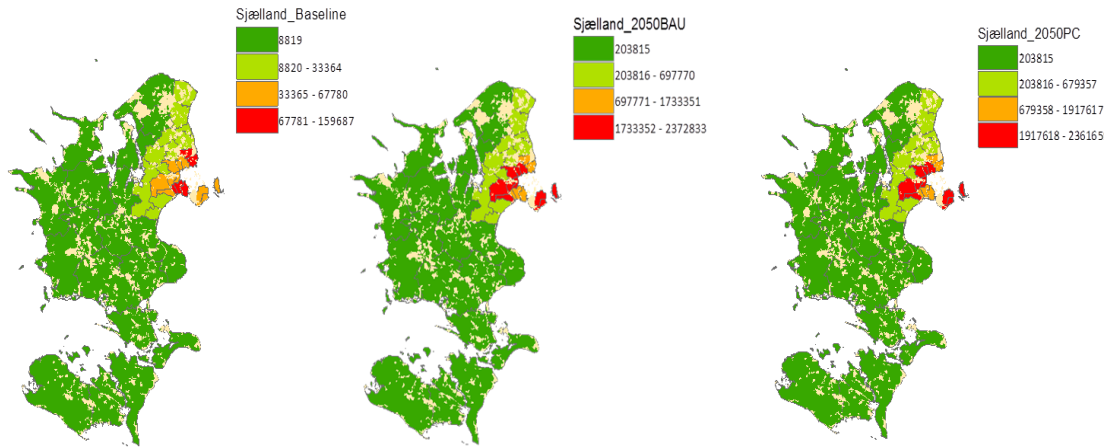 Sjælland_Baseline
8819
8820 - 33364
33365 - 67780
67781 - 159687
Sjælland_2050BAU
203815
203816 - 697770
697771 - 1733351
1733352 - 2372833
Sjælland_2050PC
203815
203816 - 679357
679358 - 1917617
1917618 - 236165